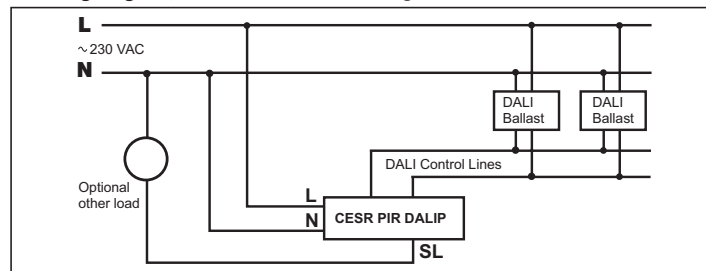 L
~230 VAC
N
DALI
Ballast
DALI
Ballast
DALI Control Lines
Optional
other load
L
N
CESR PIR DALIP
SL